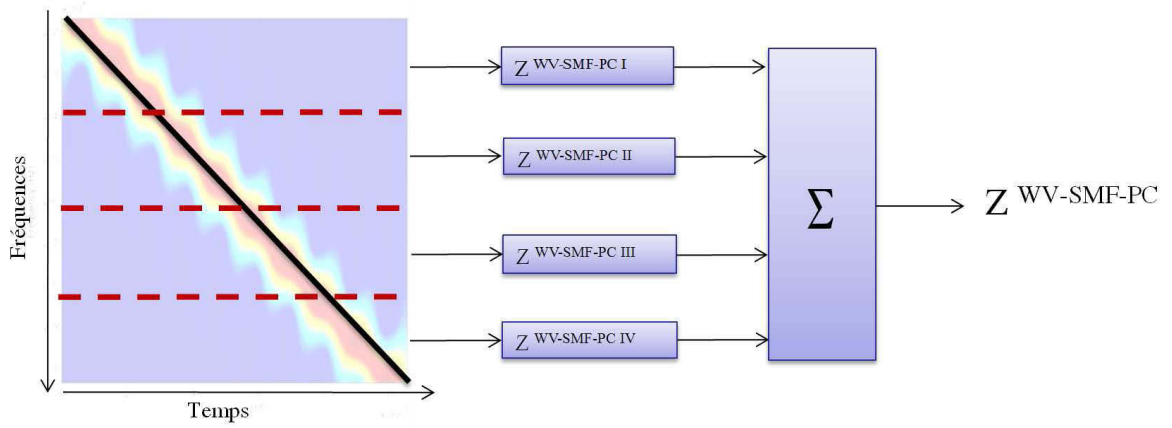 Fréquences
Temps
Z WV-SMF-PC I
Z WV-SMF-PC II
Z WV-SMF-PC III
Z WV-SMF-PC IV
Σ
Z WV-SMF-PC